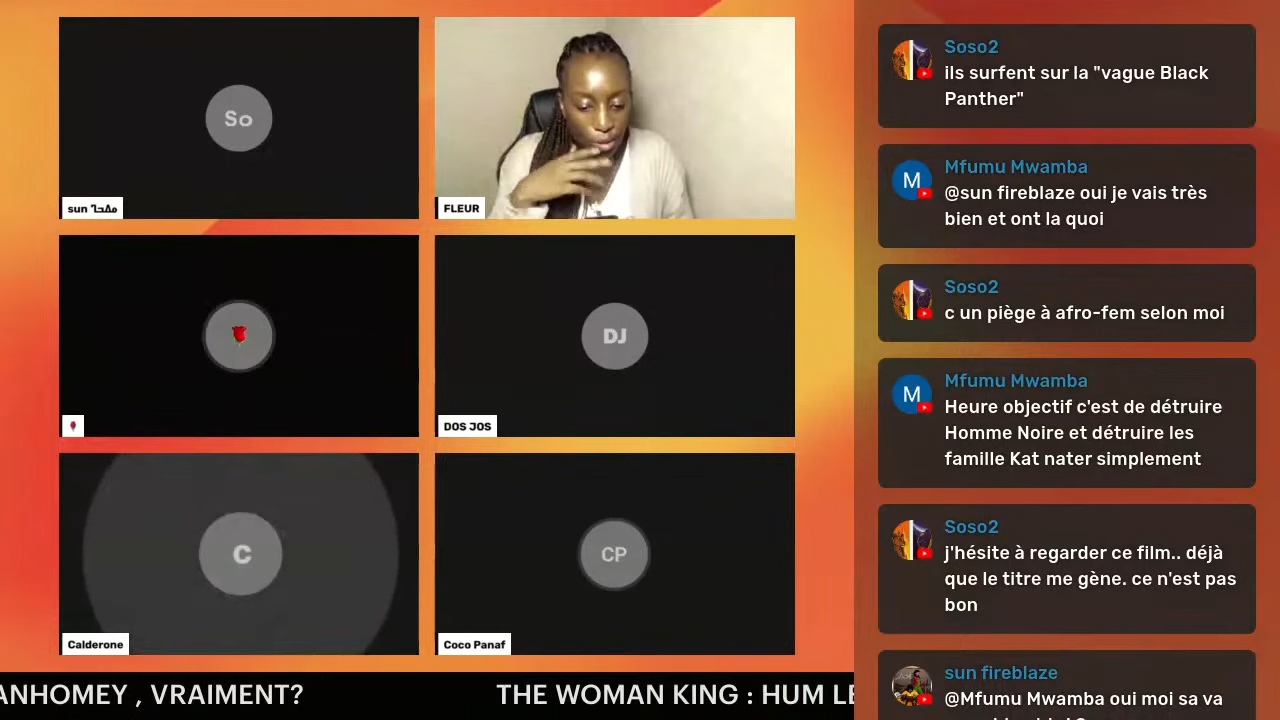 So
sun
FLEUR
DJ
DOS JOS
C
Calderone
CP
Coco Panaf
ANHOMEY , VRAIMENT?
THE WOMAN KING : HUM LE
Soso2
ils surfent sur la "vague Black
Panther"
M
Mfumu Mwamba
@sun fireblaze oui je vais très
bien et ont la quoi
Soso2
c un piège à afro-fem selon moi
M
Mfumu Mwamba
Heure objectif c'est de détruire
Homme Noire et détruire les
famille Kat nater simplement
Soso2
j'hésite à regarder ce film.. déjà
que le titre me gène. ce n'est pas
bon
sun fireblaze
@Mfumu Mwamba oui moi sa va